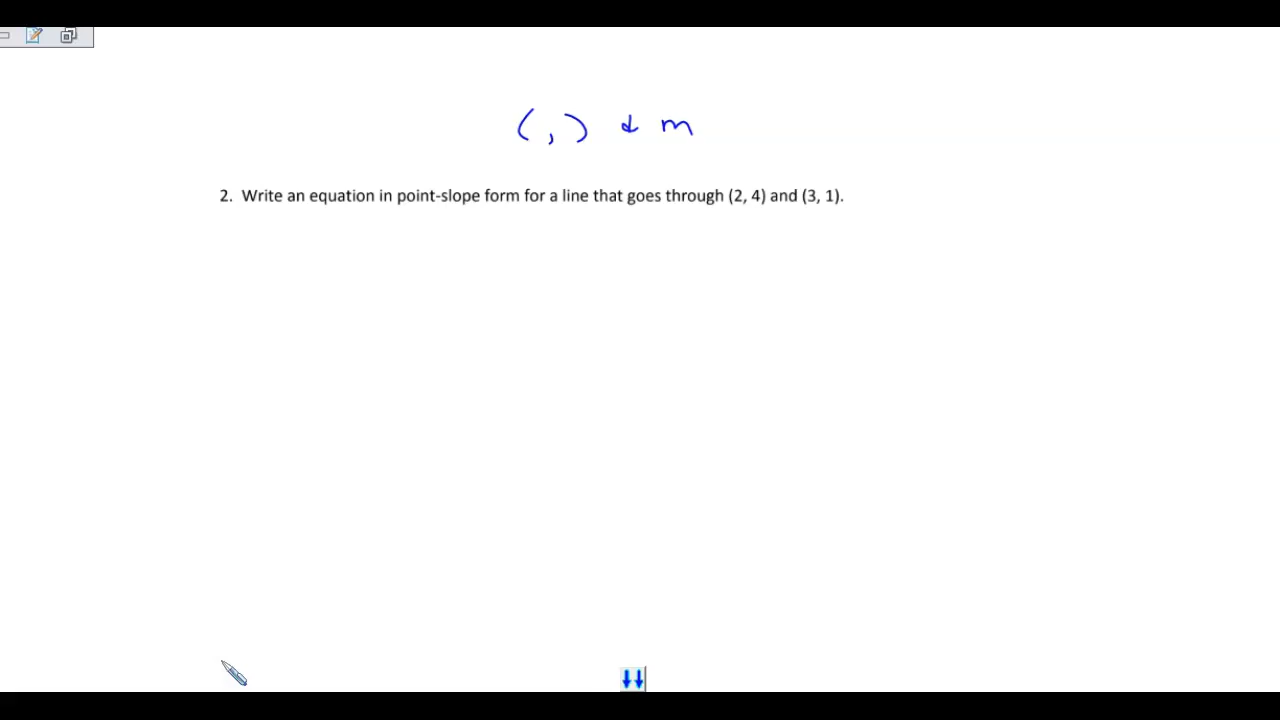 ( , ) & m
2. Write an equation in point-slope form for a line that goes through (2, 4) and (3, 1).